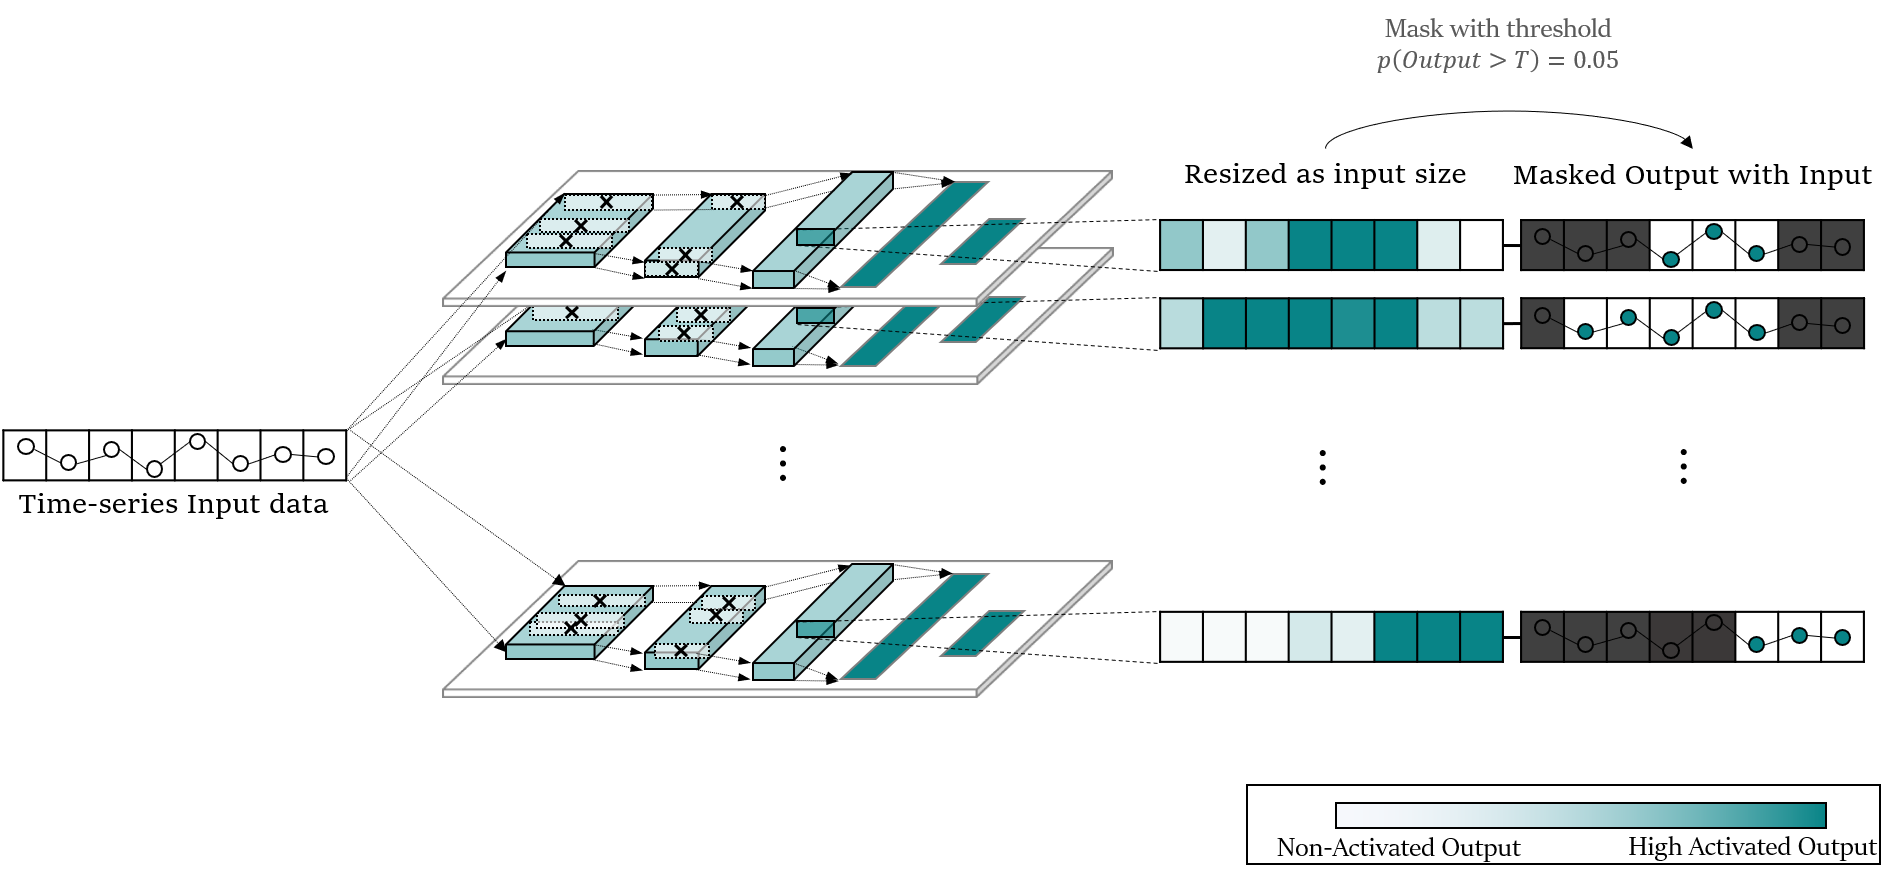 Mask with threshold
p(Output > T) = 0.05
Resized as input size
Masked Output with Input
Time-series Input data
Non-Activated Output
High Activated Output